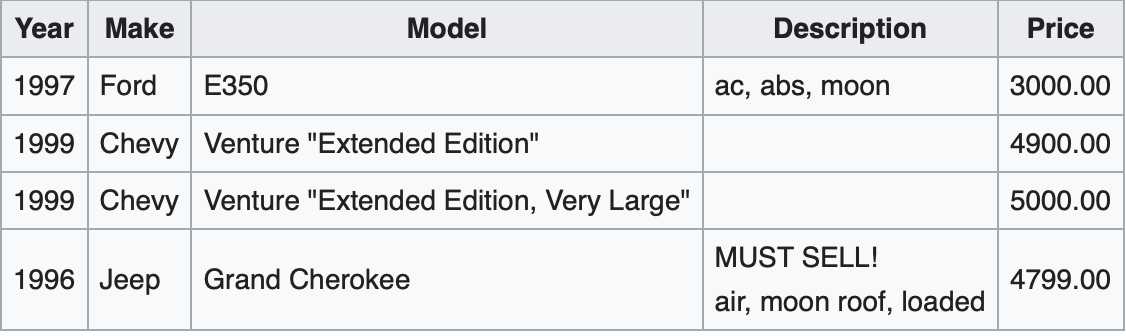 Year Make Model Description Price
1997 Ford E350 ac, abs, moon 3000.00
1999 Chevy Venture "Extended Edition" 4900.00
1999 Chevy Venture "Extended Edition, Very Large" 5000.00
MUST SELL!
1996 Jeep Grand Cherokee 4799.00
air, moon roof, loaded